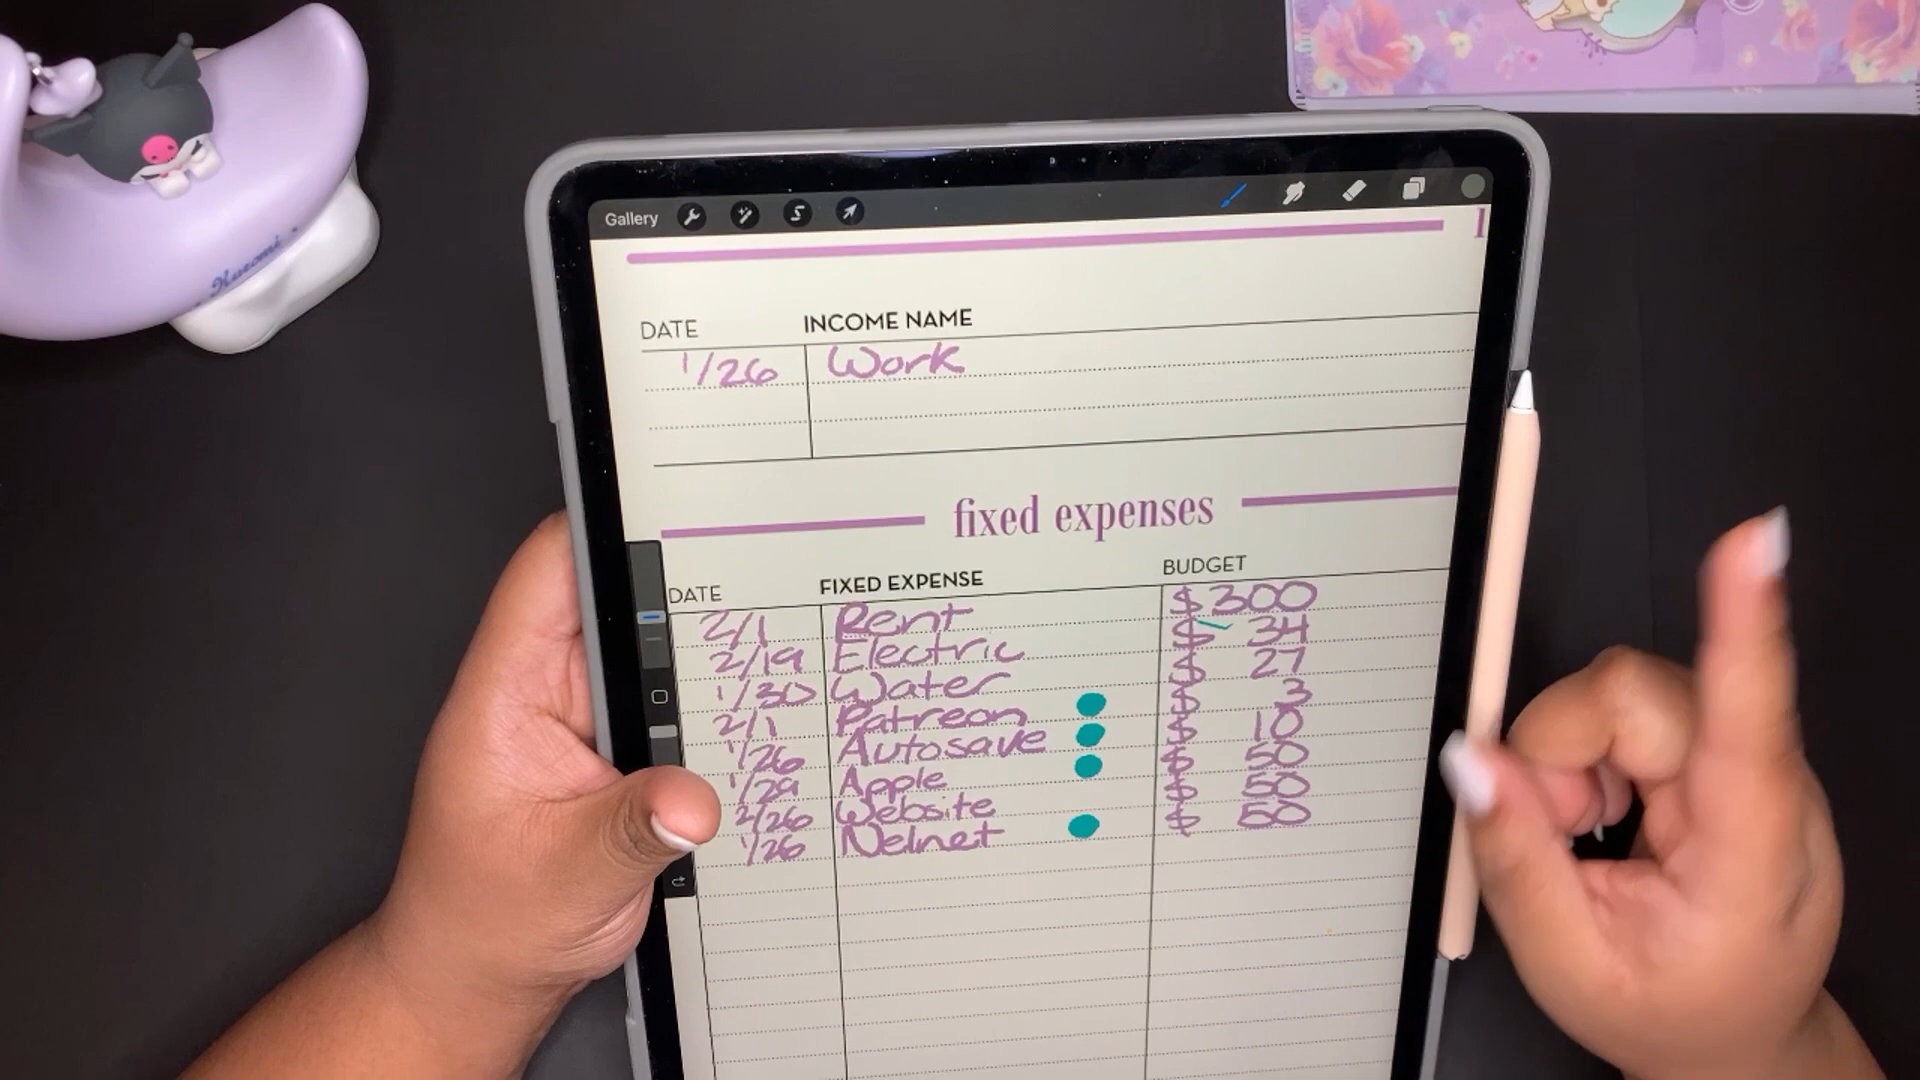 Kuromi
Gallery
DATE INCOME NAME
1/26 Work
fixed expenses
DATE FIXED EXPENSE BUDGET
2/1 Rent $300
2/19 Electric $ 34
1/30 Water $ 27
2/1 Patreon $ 3
1/26 Autosave $ 10
1/29 Apple $ 50
2/26 Website $ 50
1/26 Nelnet $ 50